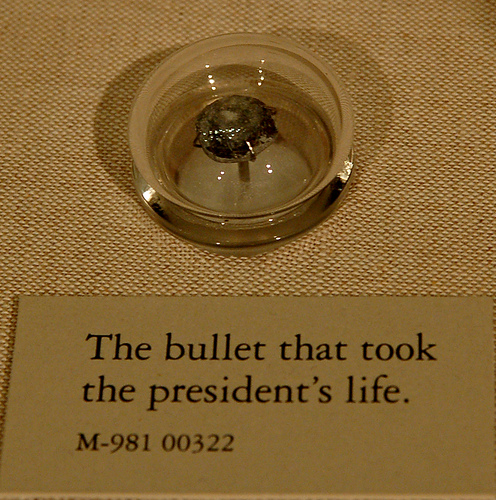 The bullet that took
the president's life.
M-981 00322